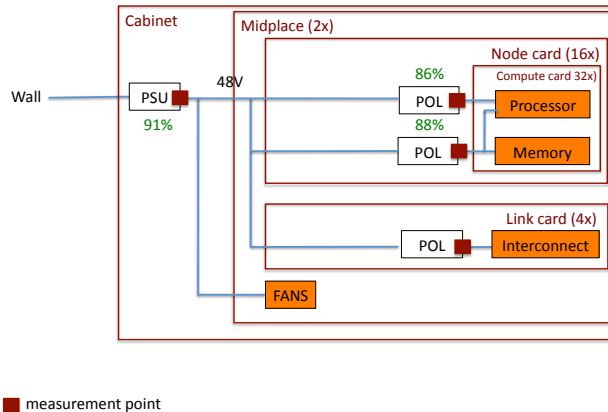 Cabinet
Midplace (2x)
Node card (16x)
Compute card 32x)
Wall
PSU
91%
48V
86%
POL
Processor
88%
POL
Memory
Link card (4x)
POL
Interconnect
FANS
measurement point